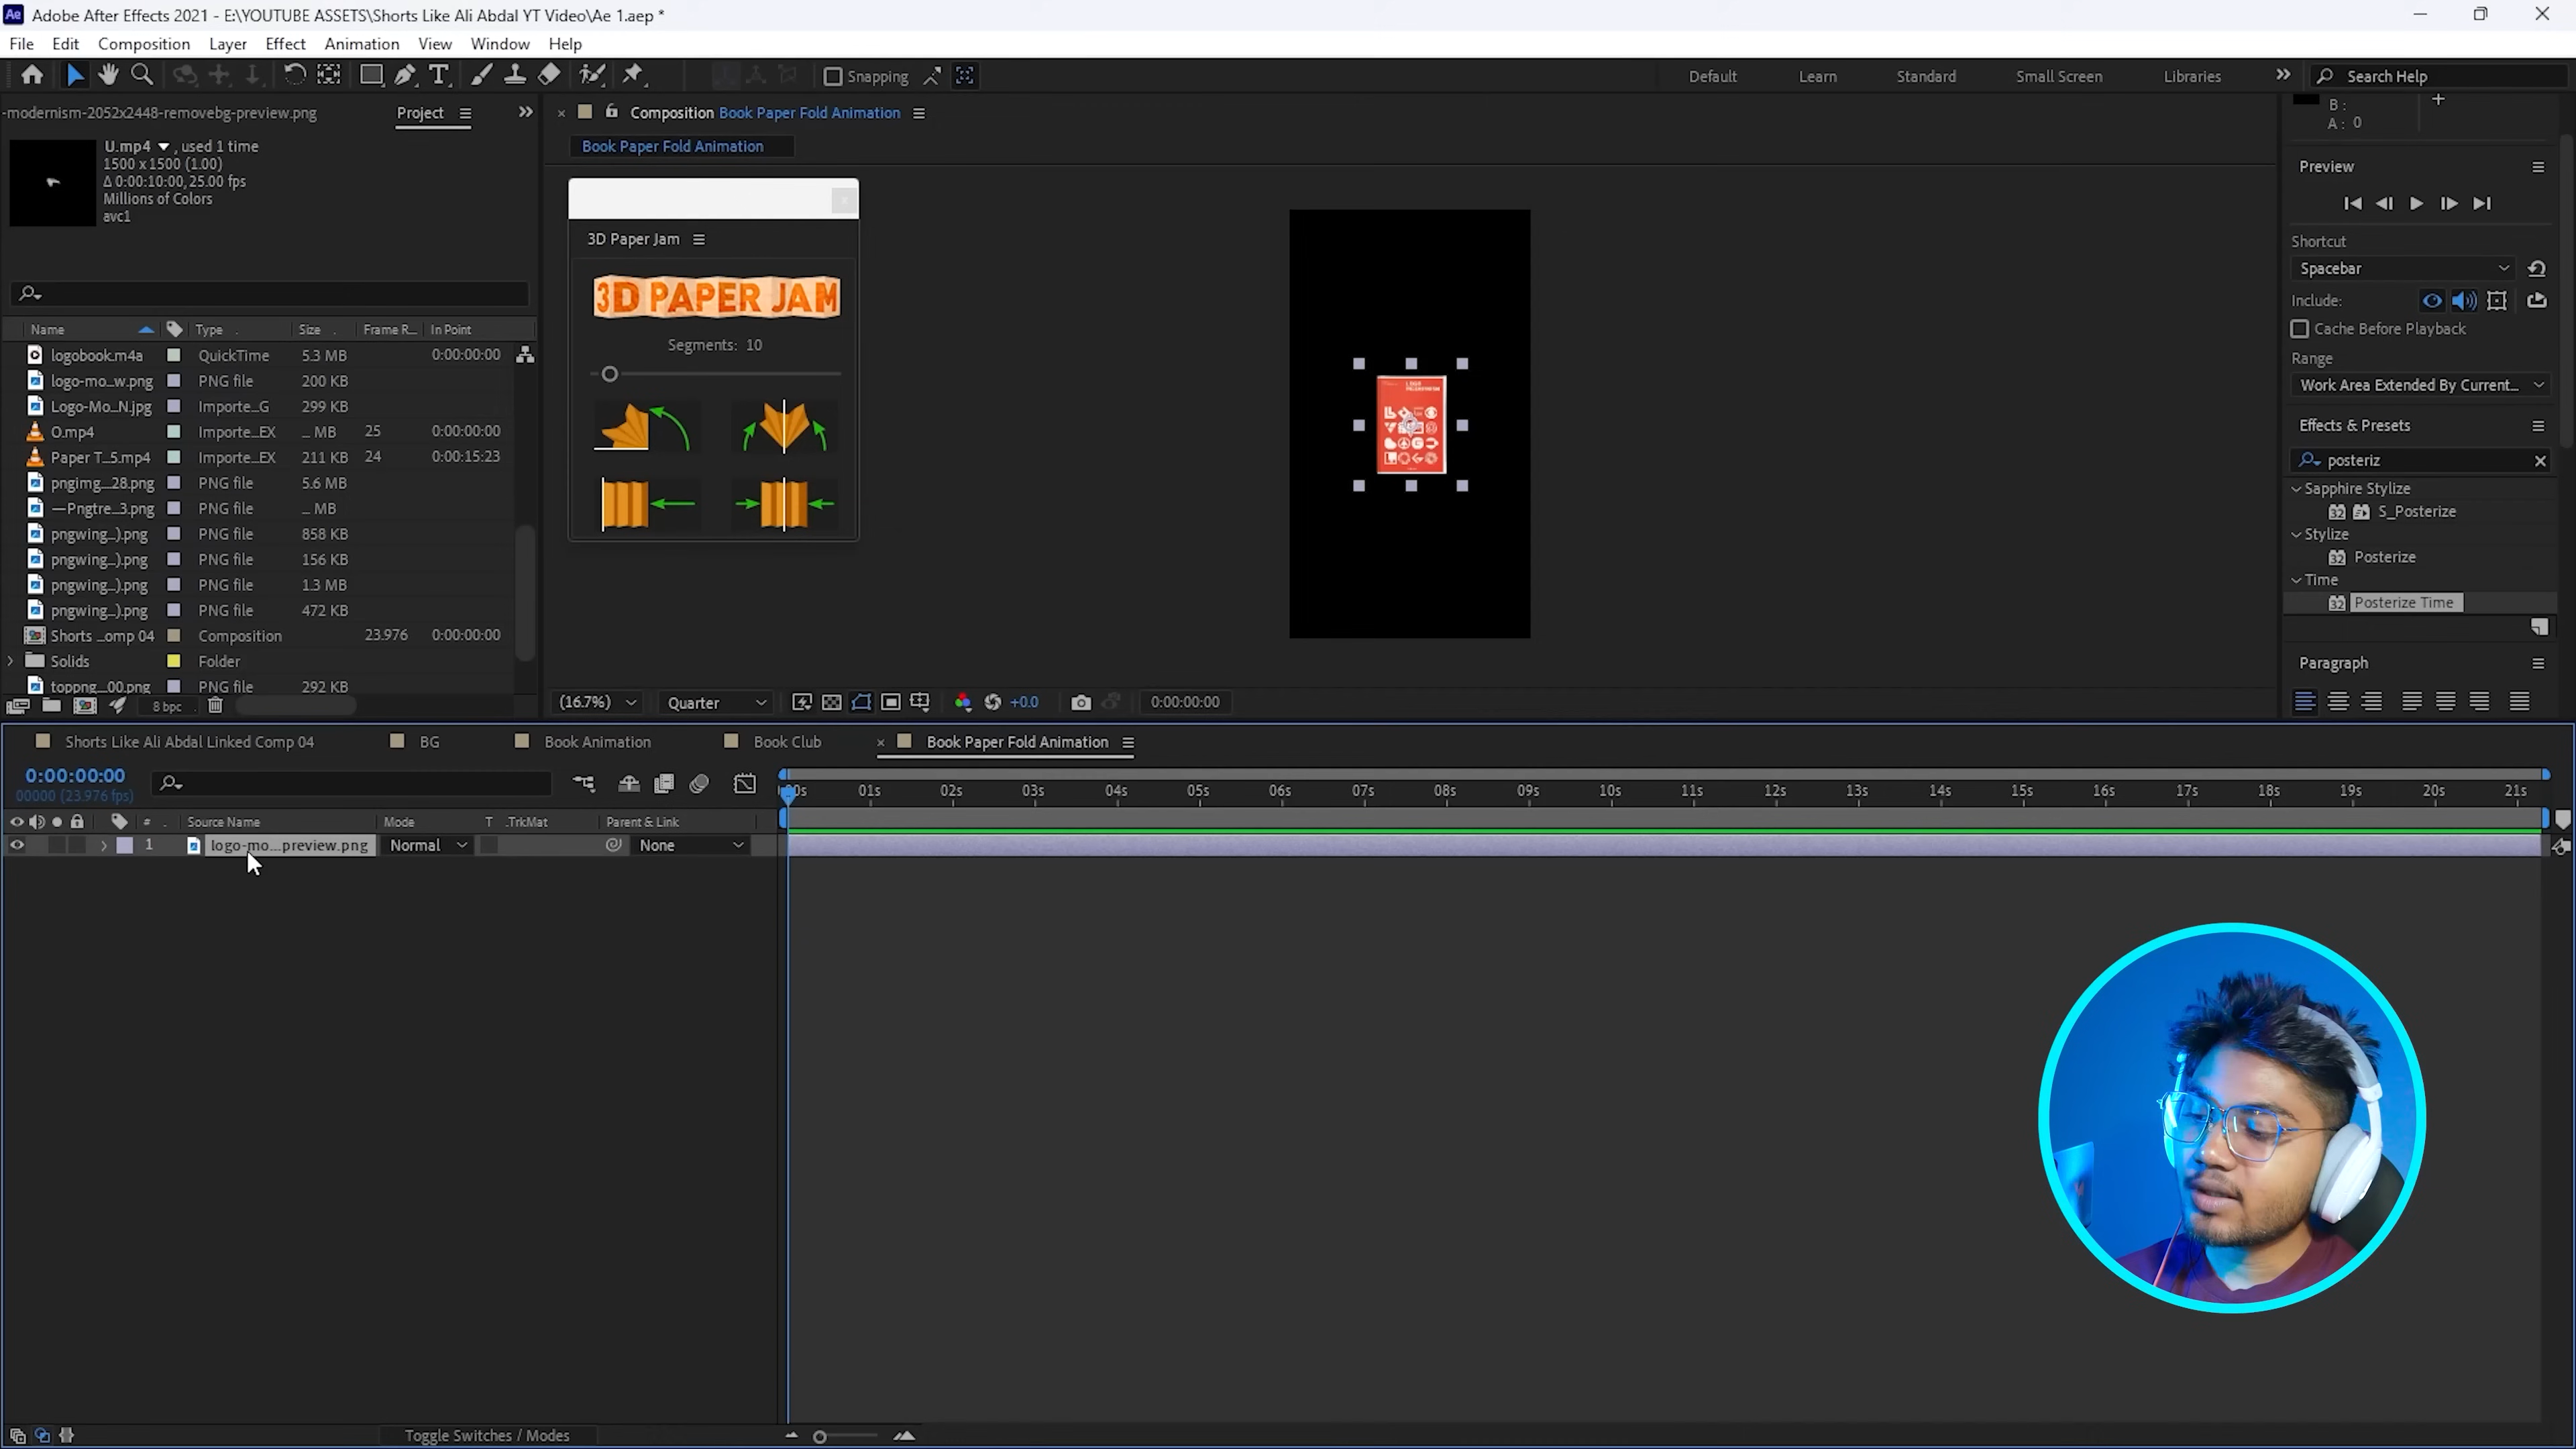 Adobe After Effects 2021 - E:\YOUTUBE ASSETS\Shorts Like Ali Abdal YT Video\Ae 1.aep *
File Edit Composition Layer Effect Animation View Window Help
Snapping
Default Learn Standard Small Screen Libraries
Search Help
-modernism-2052x2448-removebg-preview.png
Project
U.mp4 , used 1 time
1500 x 1500 (1.00)
Δ 0:00:10:00, 25.00 fps
Millions of Colors
avc1
Name Type Size Frame R... In Point
logobook.m4a QuickTime 5.3 MB 0:00:00:00
logo-mo...w.png PNG file 200 KB
Logo-Mo...N.jpg Importe...G 299 KB
O.mp4 Importe...EX ... MB 25 0:00:00:00
Paper T...5.mp4 Importe...EX 211 KB 24 0:00:15:23
pngimg...28.png PNG file 5.6 MB
—Pngtre...3.png PNG file ... MB
pngwing...).png PNG file 858 KB
pngwing...).png PNG file 156 KB
pngwing...).png PNG file 1.3 MB
pngwing...).png PNG file 472 KB
Shorts ...omp 04 Composition 23.976 0:00:00:00
Solids Folder
toppng...00.png PNG file 292 KB
8 bpc
Composition Book Paper Fold Animation
Book Paper Fold Animation
3D Paper Jam
3D PAPER JAM
Segments: 10
LOGO
MODERNISM
(16.7%) Quarter +0.0 0:00:00:00
B :
A : 0
Preview
Shortcut
Spacebar
Include:
Cache Before Playback
Range
Work Area Extended By Current...
Effects & Presets
posteriz
Sapphire Stylize
32 S_Posterize
Stylize
32 Posterize
Time
32 Posterize Time
Paragraph
Shorts Like Ali Abdal Linked Comp 04 BG Book Animation Book Club Book Paper Fold Animation
0:00:00:00
00000 (23.976 fps)
:00s 01s 02s 03s 04s 05s 06s 07s 08s 09s 10s 11s 12s 13s 14s 15s 16s 17s 18s 19s 20s 21s
# Source Name Mode T .TrkMat Parent & Link
1 logo-mo...preview.png Normal None
Toggle Switches / Modes